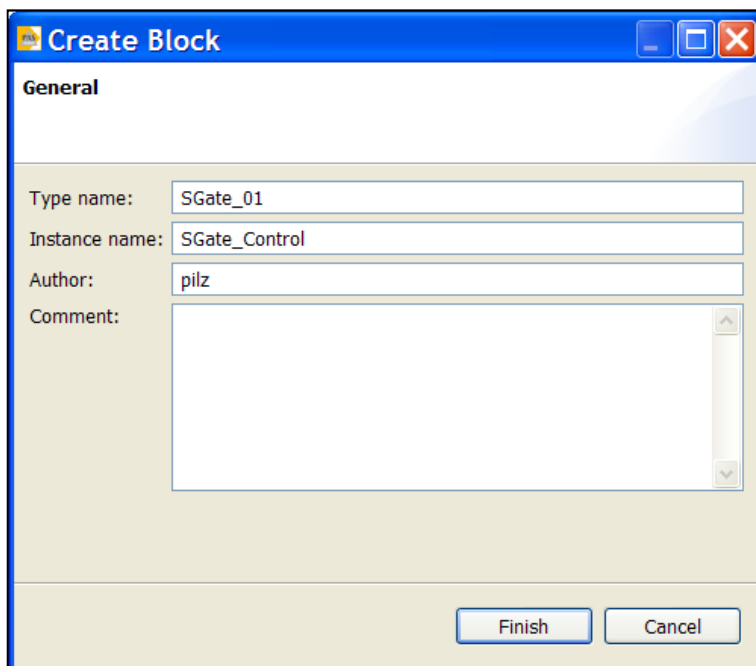 Create Block
General
Type name: SGate_01
Instance name: SGate_Control
Author: pilz
Comment:
Finish Cancel